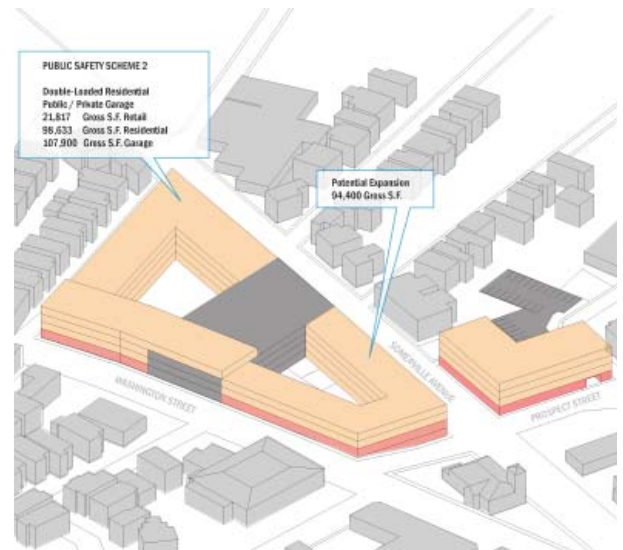 PUBLIC SAFETY SCHEME 2
Double-Loaded Residential
Public / Private Garage
21,817 Gross S.F. Retail
98,633 Gross S.F. Residential
107,900 Gross S.F. Garage
Potential Expansion
94,400 Gross S.F.
SOMERVILLE AVENUE
WASHINGTON STREET
PROSPECT STREET